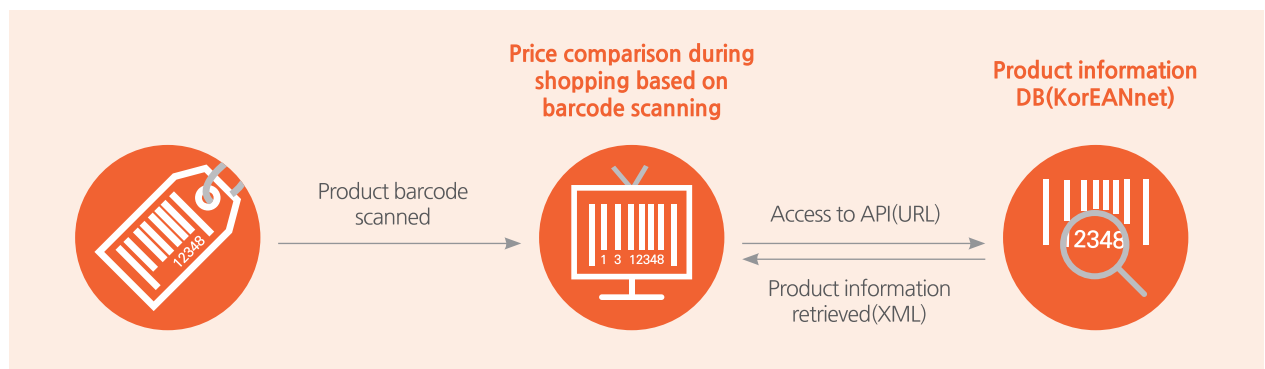 Price comparison during
shopping based on
barcode scanning
Product information
DB(KorEANnet)
Product barcode
scanned
Access to API(URL)
Product information
retrieved(XML)
12348
1 3 12348
12348